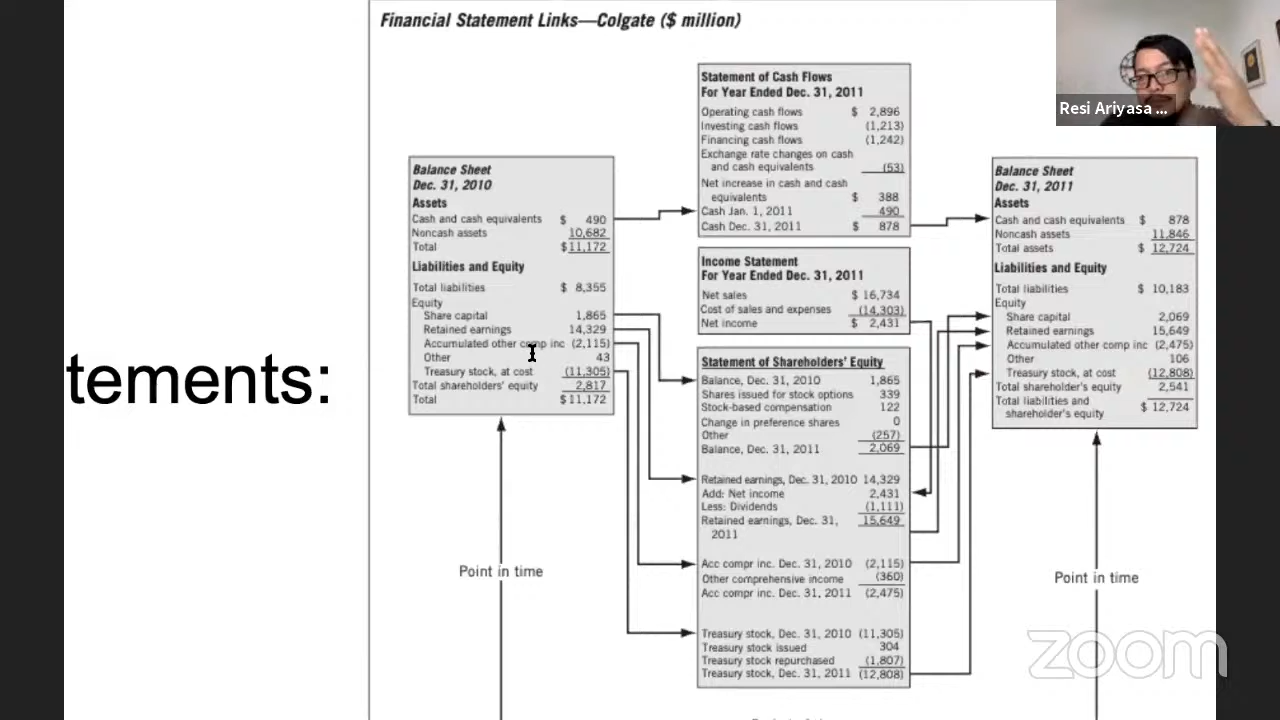 Financial Statement Links—Colgate ($ million)
Resi Ariyasa ...
tements:
Balance Sheet
Dec. 31, 2010
Assets
Cash and cash equivalents $ 490
Noncash assets 10,682
Total $11,172
Liabilities and Equity
Total liabilities $ 8,355
Equity
Share capital 1,865
Retained earnings 14,329
Accumulated other comp inc (2,115)
Other 43
Treasury stock, at cost (11,305)
Total shareholders' equity 2,817
Total $11,172
Point in time
Statement of Cash Flows
For Year Ended Dec. 31, 2011
Operating cash flows $ 2,896
Investing cash flows (1,213)
Financing cash flows (1,242)
Exchange rate changes on cash
and cash equivalents (53)
Net increase in cash and cash
equivalents $ 388
Cash Jan. 1, 2011 490
Cash Dec. 31, 2011 $ 878
Income Statement
For Year Ended Dec. 31, 2011
Net sales $ 16,734
Cost of sales and expenses (14,303)
Net income $ 2,431
Statement of Shareholders' Equity
Balance, Dec. 31, 2010 1,865
Shares issued for stock options 339
Stock-based compensation 122
Change in preference shares 0
Other (257)
Balance, Dec. 31, 2011 2,069
Retained earnings, Dec. 31, 2010 14,329
Add: Net income 2,431
Less: Dividends (1,111)
Retained earnings, Dec. 31, 15,649
2011
Acc compr inc. Dec. 31, 2010 (2,115)
Other comprehensive income (360)
Acc compr inc. Dec. 31, 2011 (2,475)
Treasury stock, Dec. 31, 2010 (11,305)
Treasury stock issued 304
Treasury stock repurchased (1,807)
Treasury stock, Dec. 31, 2011 (12,808)
Balance Sheet
Dec. 31, 2011
Assets
Cash and cash equivalents $ 878
Noncash assets 11,846
Total assets $ 12,724
Liabilities and Equity
Total liabilities $ 10,183
Equity
Share capital 2,069
Retained earnings 15,649
Accumulated other comp inc (2,475)
Other 106
Treasury stock, at cost (12,808)
Total shareholder's equity 2,541
Total liabilities and
shareholder's equity $ 12,724
Point in time
zoom